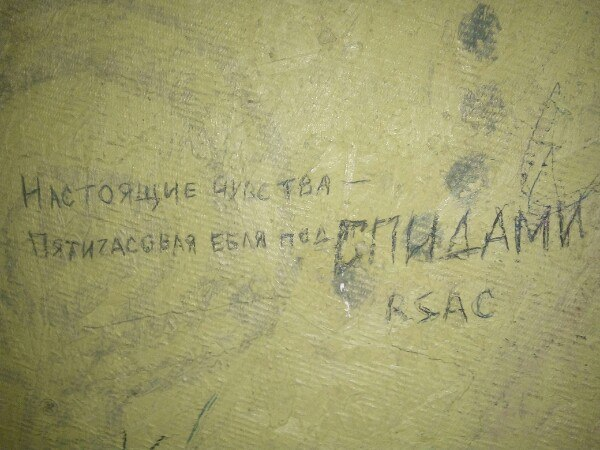 НАСТОЯЩИЕ ЧУВСТВА —
ПЯТИЧАСОВАЯ ЕБЛЯ ПОД СПИДАМИ
RSAC